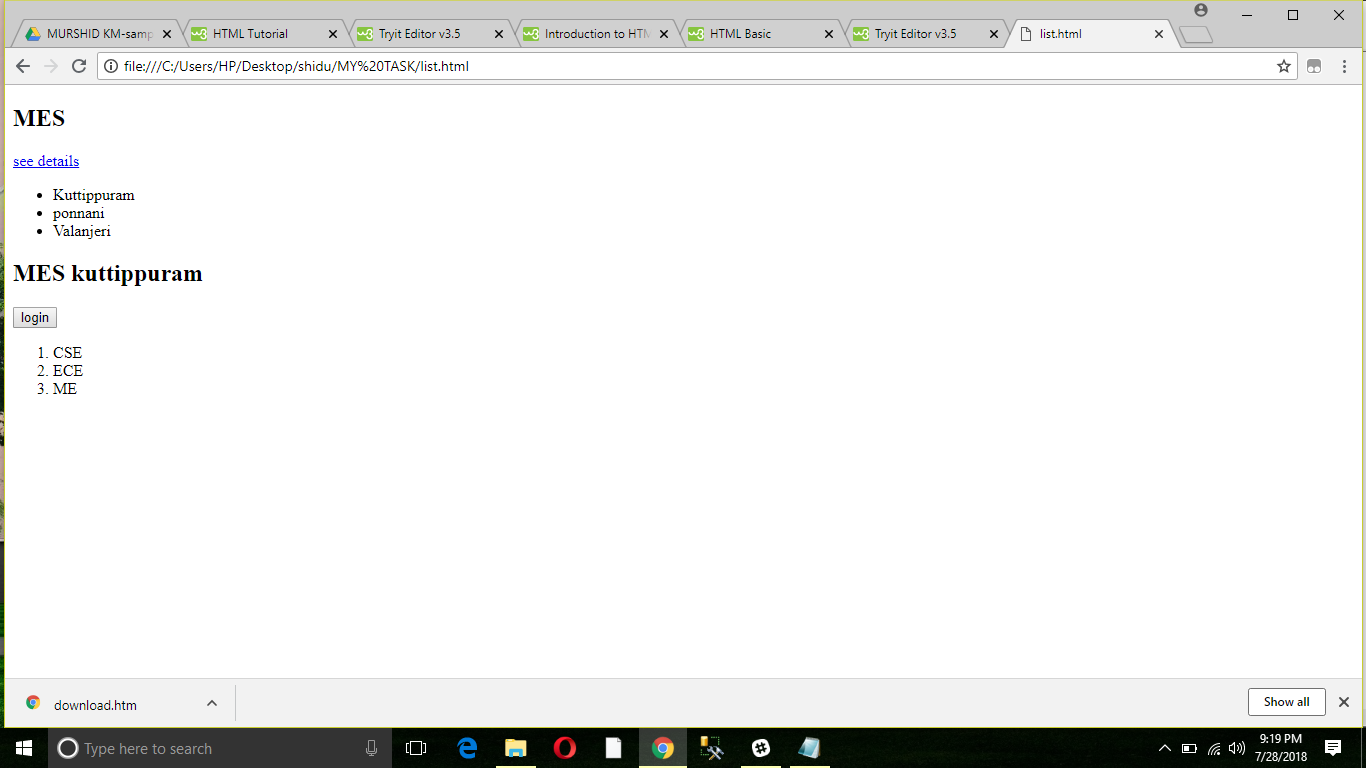 MURSHID KM-samp
HTML Tutorial
Tryit Editor v3.5
Introduction to HTM
HTML Basic
Tryit Editor v3.5
list.html
file:///C:/Users/HP/Desktop/shidu/MY%20TASK/list.html
MES
see details
• Kuttippuram
• ponnani
• Valanjeri
MES kuttippuram
login
1. CSE
2. ECE
3. ME
download.htm
Show all
Type here to search
9:19 PM
7/28/2018